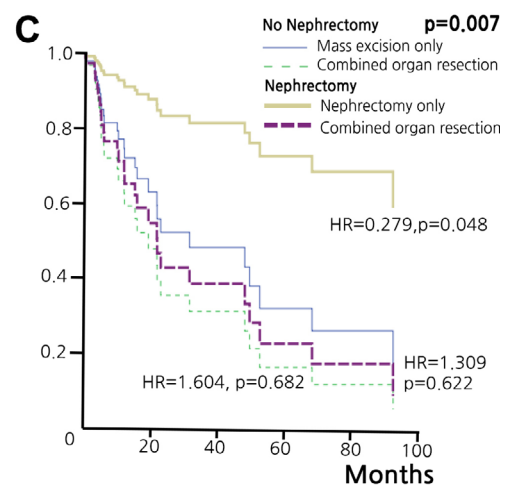 C
No Nephrectomy p=0.007
Mass excision only
Combined organ resection
Nephrectomy
Nephrectomy only
Combined organ resection
1.0
0.8
0.6
0.4
0.2
0
HR=0.279,p=0.048
HR=1.309
p=0.622
HR=1.604, p=0.682
20 40 60 80 100
Months